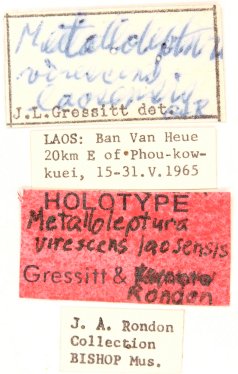 Metalloleptura
virescens
laosensis
J.L.Gressitt det.
LAOS: Ban Van Heue
20km E of Phou-kow-
kuei, 15-31.V.1965
HOLOTYPE
Metalloleptura
virescens laosensis
Gressitt &
Rondon
J. A. Rondon
Collection
BISHOP Mus.